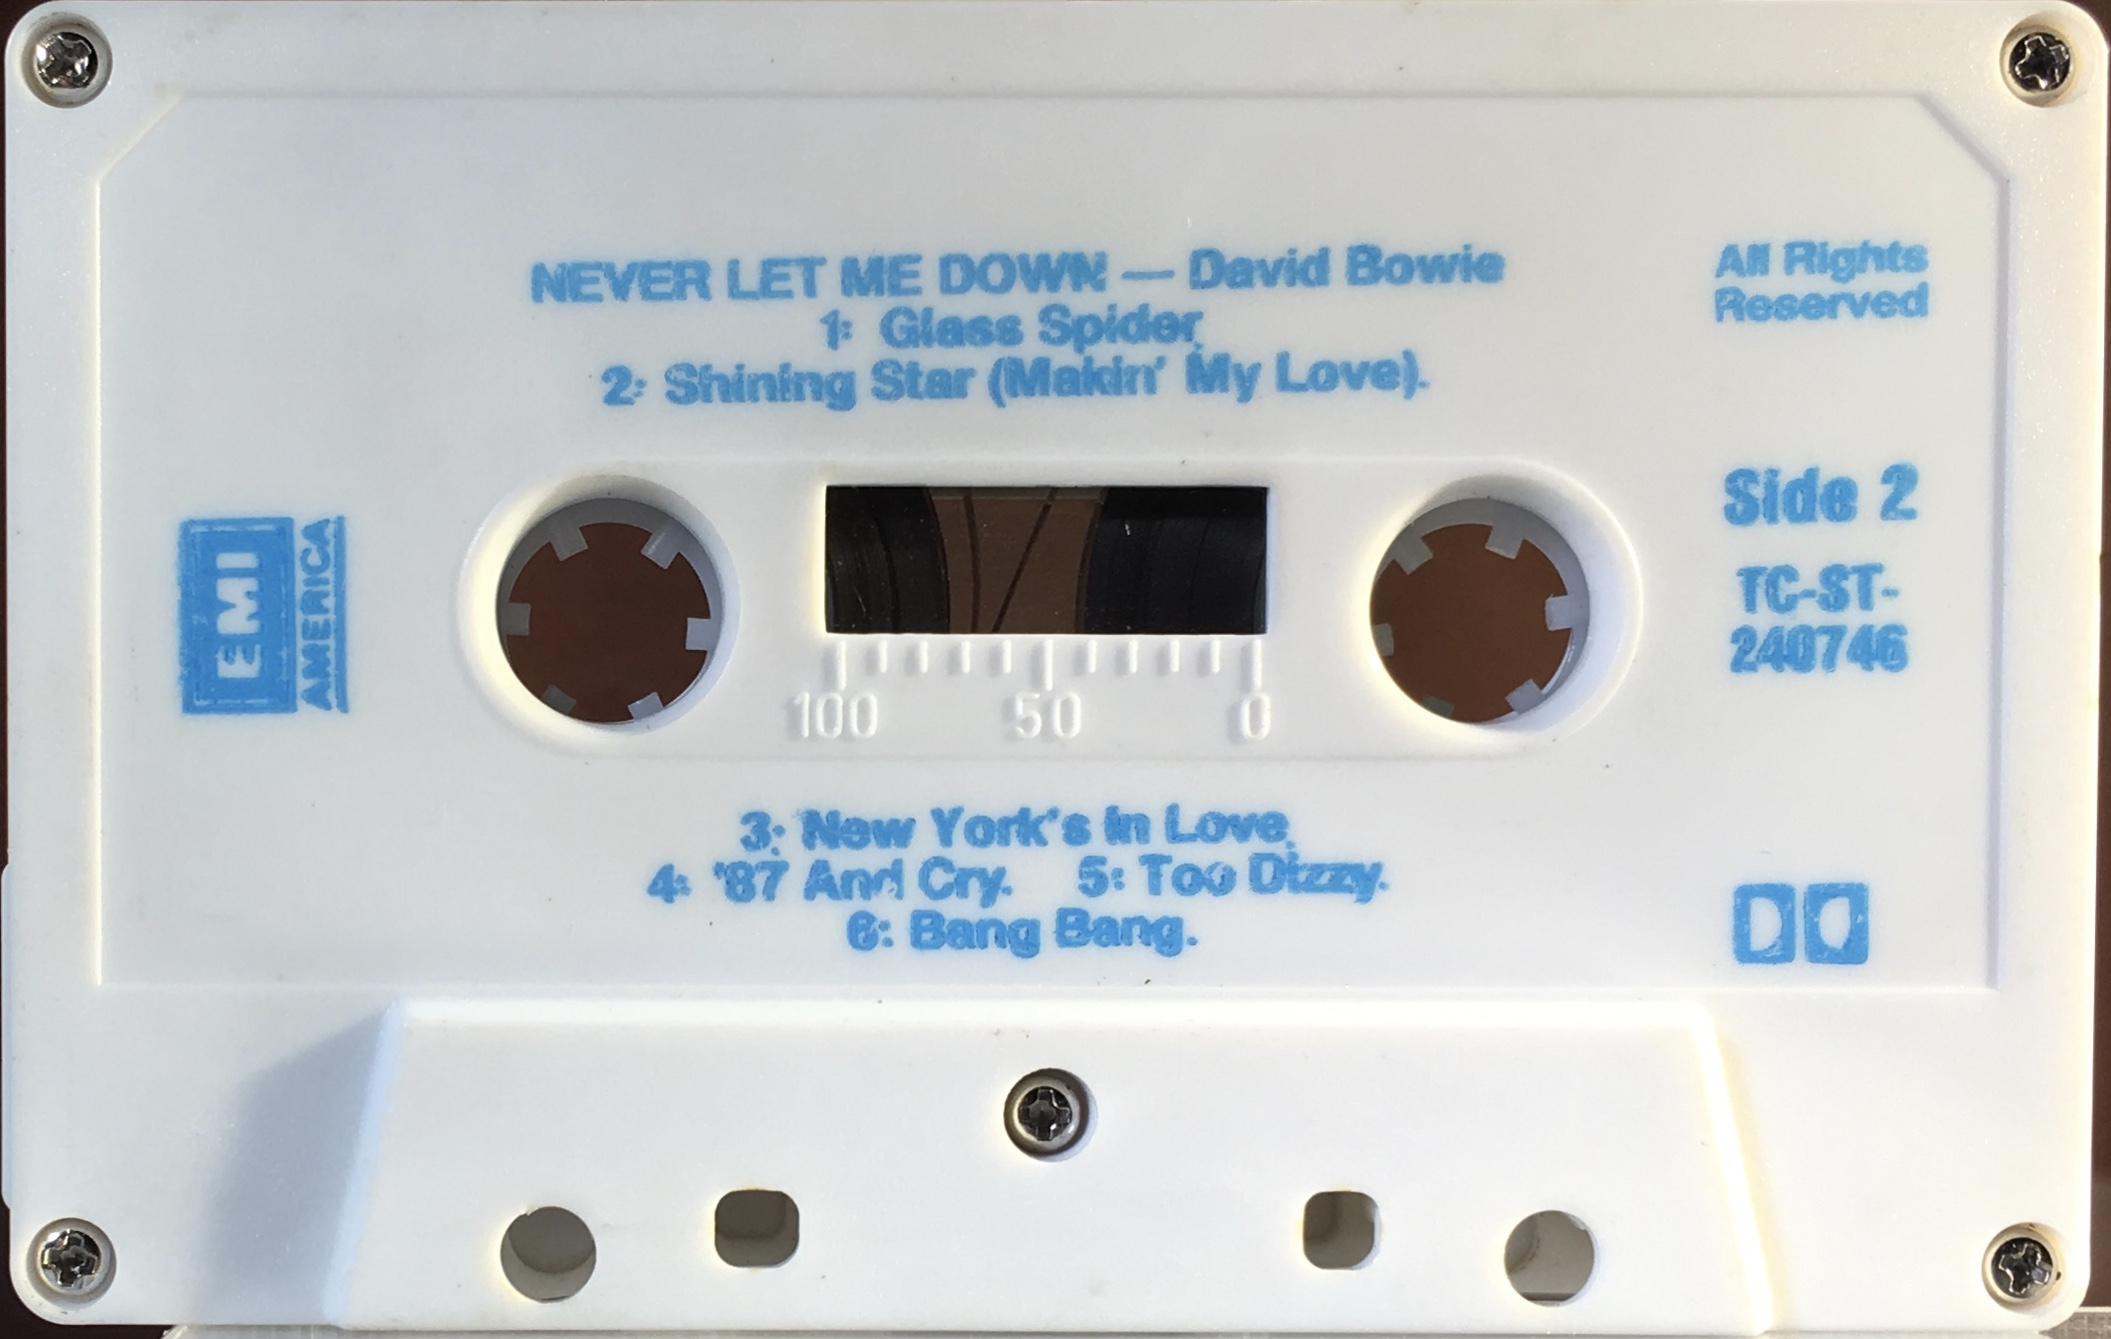 NEVER LET ME DOWN — David Bowie
1: Glass Spider,
2: Shining Star (Makin' My Love).
All Rights
Reserved
EMI
AMERICA
Side 2
TC-ST-
240746
100 50 0
3: New York's In Love,
4: '87 And Cry. 5: Too Dizzy.
6: Bang Bang.